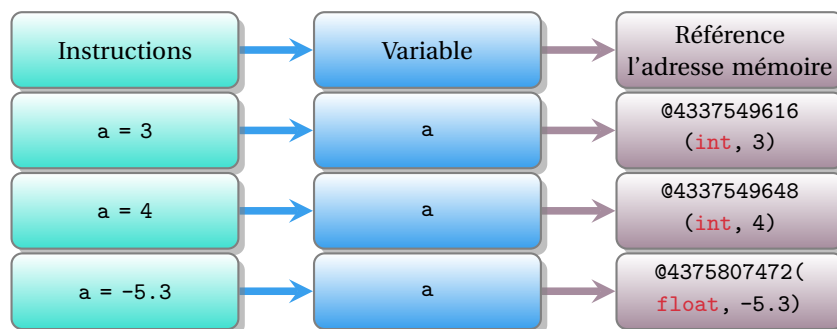 Instructions
Variable
Référence
l'adresse mémoire
a = 3
a
@4337549616
(int, 3)
a = 4
a
@4337549648
(int, 4)
a = -5.3
a
@4375807472(
float, -5.3)